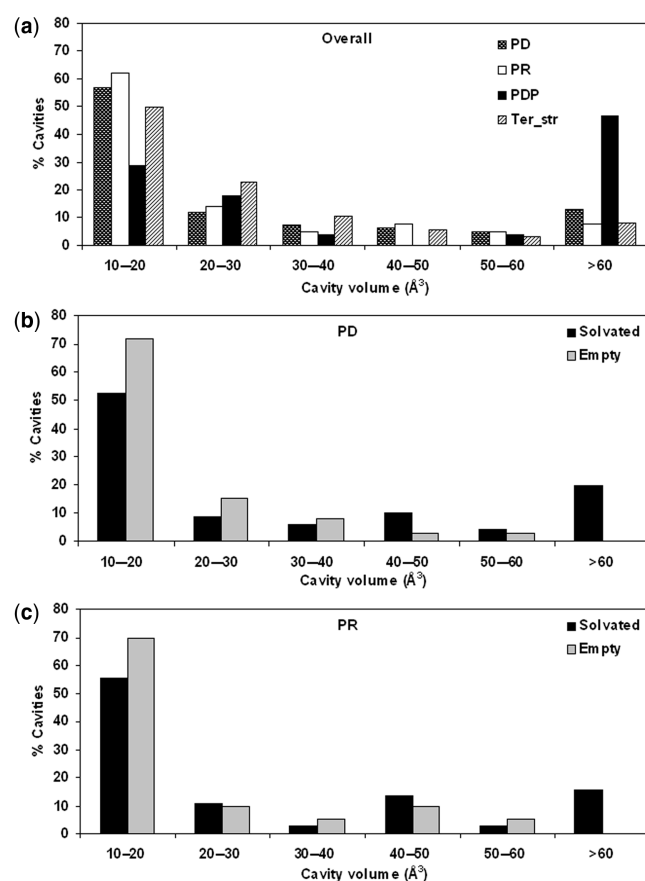 (a)
Overall
80
70
60
50
40
30
20
10
0
% Cavities
PD
PR
PDP
Ter_str
10—20 20—30 30—40 40—50 50—60 >60
Cavity volume (Å3)
(b)
PD
80
70
60
50
40
30
20
10
0
% Cavities
Solvated
Empty
10—20 20—30 30—40 40—50 50—60 >60
Cavity volume (Å3)
(c)
PR
80
70
60
50
40
30
20
10
0
% Cavities
Solvated
Empty
10—20 20—30 30—40 40—50 50—60 >60
Cavity volume (Å3)